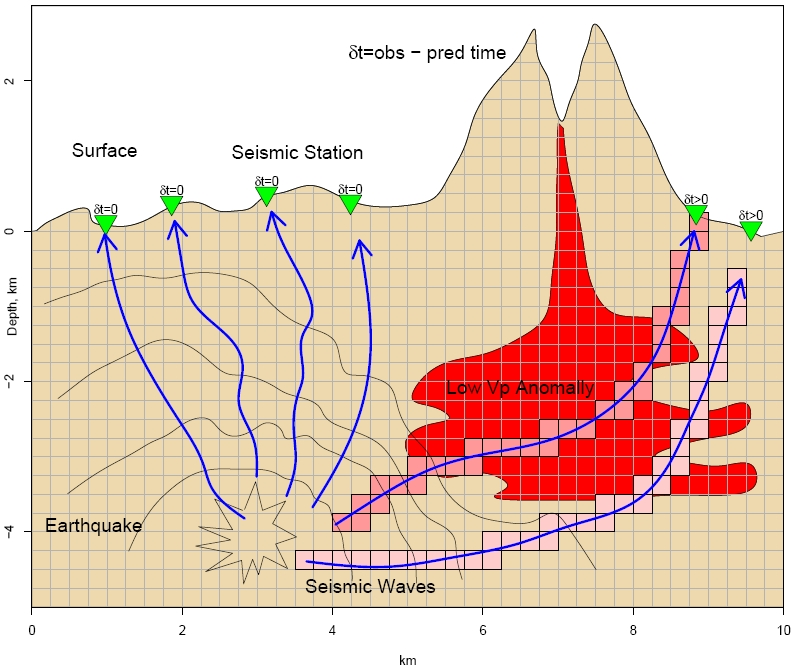 δt=obs − pred time
Surface
Seismic Station
δt=0
δt=0
δt=0
δt=0
δt>0
δt>0
Low Vp Anomally
Earthquake
Seismic Waves
Depth, km
2
0
−2
−4
0
2
4
6
8
10
km